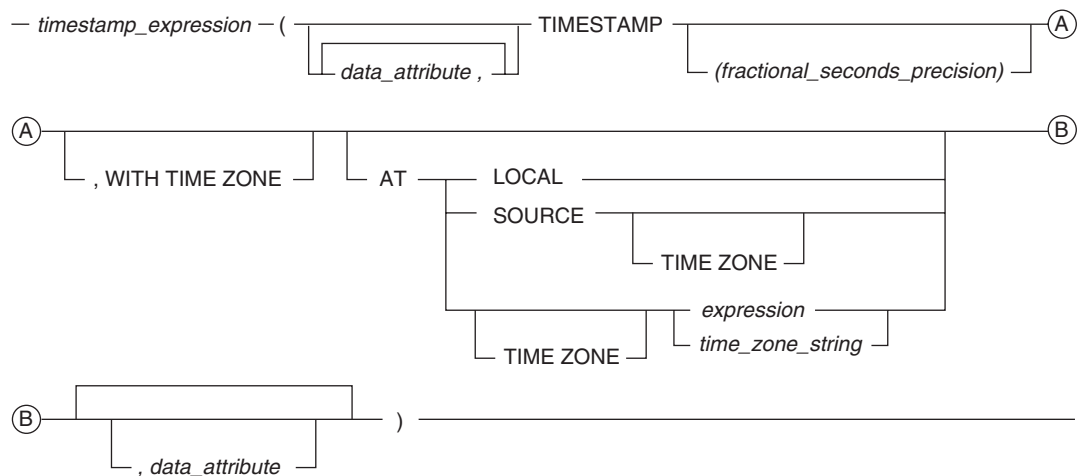 timestamp_expression ( TIMESTAMP A
data_attribute , (fractional_seconds_precision)
A B
, WITH TIME ZONE AT LOCAL
SOURCE
TIME ZONE
expression
TIME ZONE time_zone_string
B )
, data_attribute